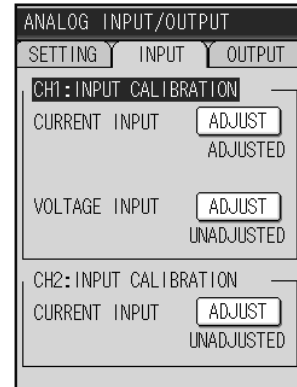 ANALOG INPUT/OUTPUT
SETTING INPUT OUTPUT
CH1:INPUT CALIBRATION
CURRENT INPUT ADJUST
ADJUSTED
VOLTAGE INPUT ADJUST
UNADJUSTED
CH2:INPUT CALIBRATION
CURRENT INPUT ADJUST
UNADJUSTED